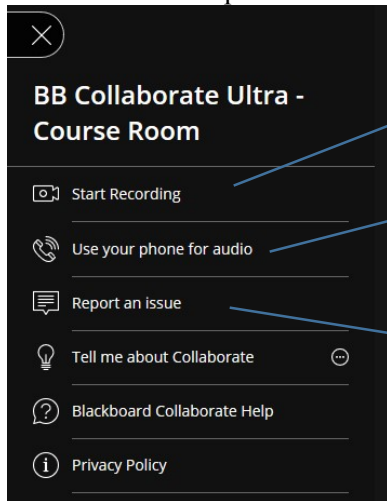 BB Collaborate Ultra -
Course Room
Start Recording
Use your phone for audio
Report an issue
Tell me about Collaborate
Blackboard Collaborate Help
Privacy Policy